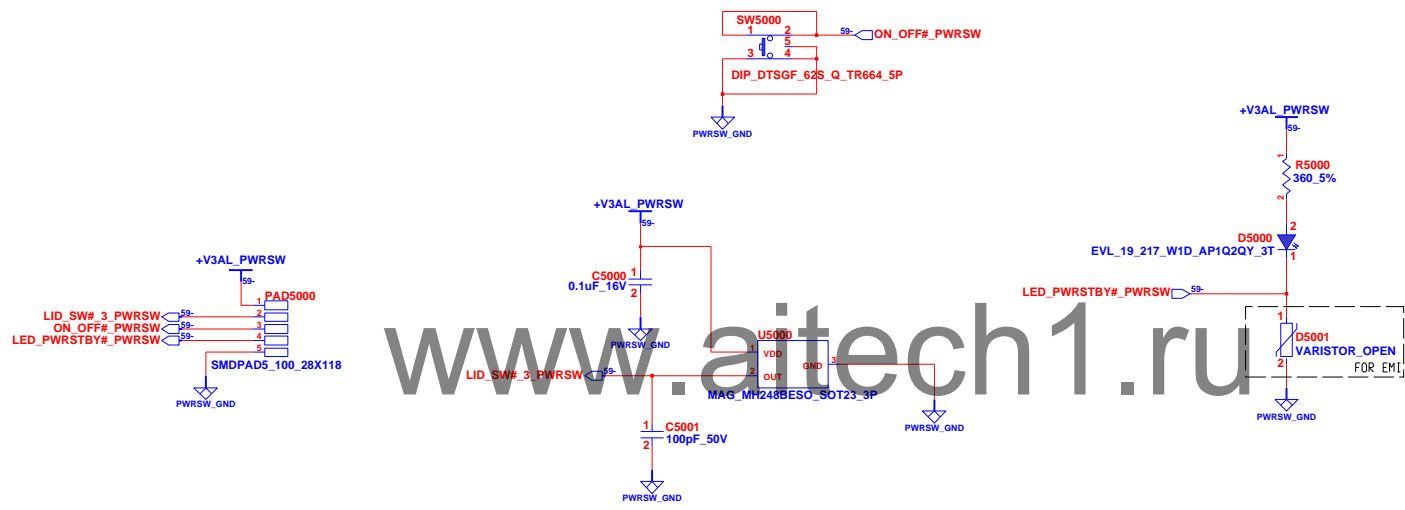 SW5000
1 2
5
3 4
59- ON_OFF#_PWRSW
DIP_DTSGF_62S_Q_TR664_5P
PWRSW_GND
+V3AL_PWRSW
59-
1
R5000
360_5%
2
2
D5000
EVL_19_217_W1D_AP1Q2QY_3T
1
LED_PWRSTBY#_PWRSW 59-
1
D5001
VARISTOR_OPEN
2
FOR EMI
PWRSW_GND
+V3AL_PWRSW
59-
1
C5000
0.1uF_16V
2
PWRSW_GND
U5000
1 VDD
GND 3
2 OUT
MAG_MH248BESO_SOT23_3P
LID_SW#_3_PWRSW 59-
PWRSW_GND
1 C5001
2 100pF_50V
PWRSW_GND
+V3AL_PWRSW
59-
PAD5000
1
LID_SW#_3_PWRSW 59- 2
ON_OFF#_PWRSW 59- 3
LED_PWRSTBY#_PWRSW 59- 4
5
SMDPAD5_100_28X118
PWRSW_GND
www.aitech1.ru